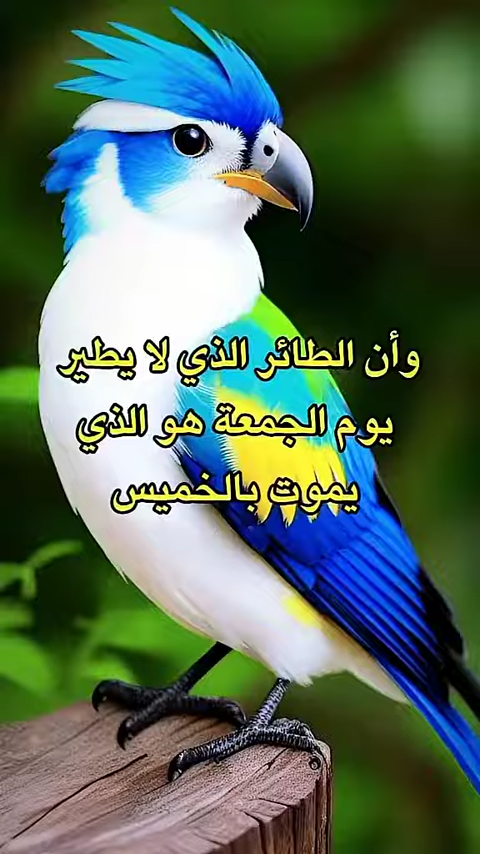 وأن الطائر الذي لا يطير
يوم الجمعة هو الذي
يموت بالخميس